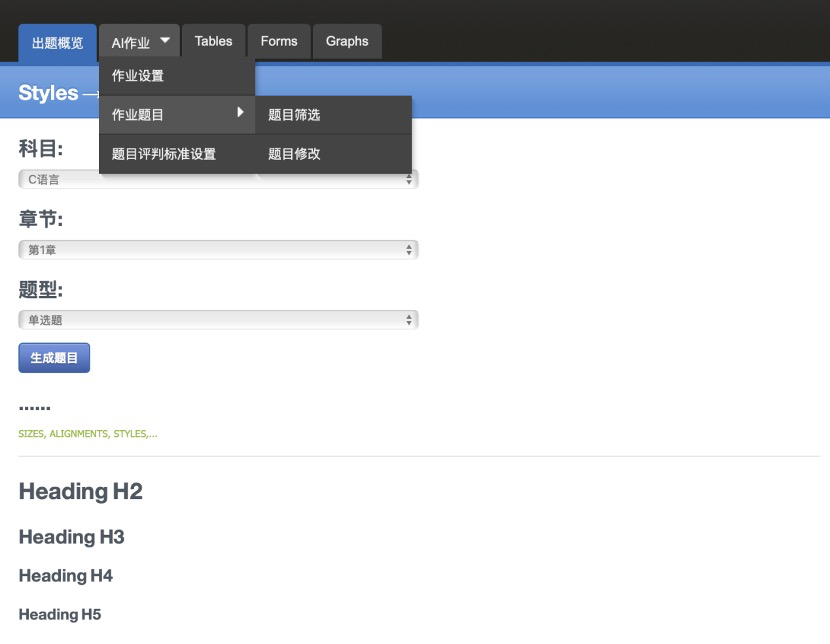 出题概览
AI作业
Tables
Forms
Graphs
作业设置
Styles →
作业题目
题目筛选
题目评判标准设置
题目修改
科目:
C语言
章节:
第1章
题型:
单选题
生成题目
......
SIZES, ALIGNMENTS, STYLES,...
Heading H2
Heading H3
Heading H4
Heading H5